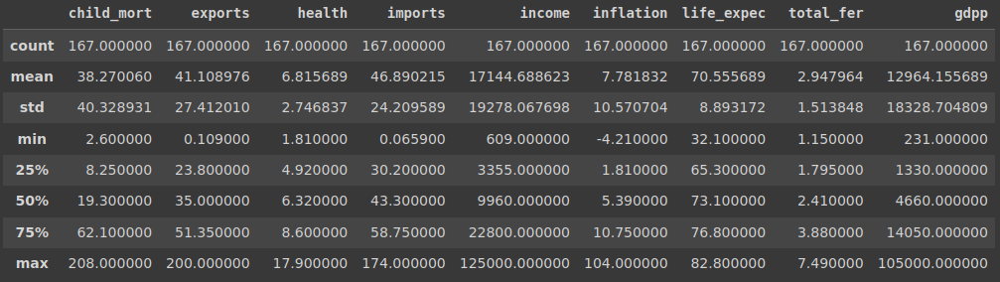 child_mort exports health imports income inflation life_expec total_fer gdpp
count 167.000000 167.000000 167.000000 167.000000 167.000000 167.000000 167.000000 167.000000 167.000000
mean 38.270060 41.108976 6.815689 46.890215 17144.688623 7.781832 70.555689 2.947964 12964.155689
std 40.328931 27.412010 2.746837 24.209589 19278.067698 10.570704 8.893172 1.513848 18328.704809
min 2.600000 0.109000 1.810000 0.065900 609.000000 -4.210000 32.100000 1.150000 231.000000
25% 8.250000 23.800000 4.920000 30.200000 3355.000000 1.810000 65.300000 1.795000 1330.000000
50% 19.300000 35.000000 6.320000 43.300000 9960.000000 5.390000 73.100000 2.410000 4660.000000
75% 62.100000 51.350000 8.600000 58.750000 22800.000000 10.750000 76.800000 3.880000 14050.000000
max 208.000000 200.000000 17.900000 174.000000 125000.000000 104.000000 82.800000 7.490000 105000.000000